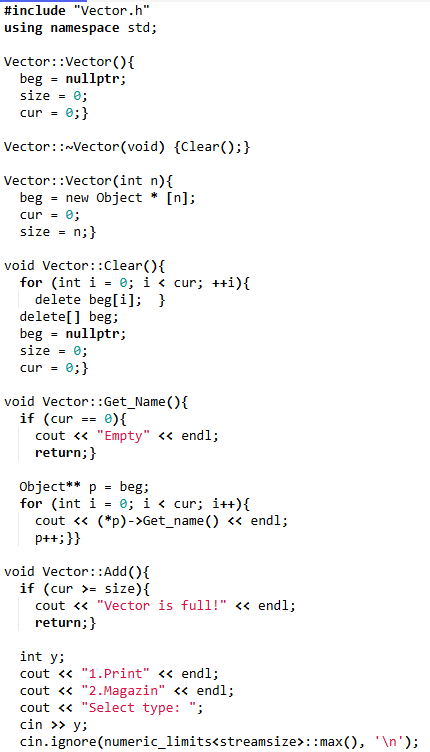 #include "Vector.h"
using namespace std;

Vector::Vector(){
  beg = nullptr;
  size = 0;
  cur = 0;}

Vector::~Vector(void) {Clear();}

Vector::Vector(int n){
  beg = new Object * [n];
  cur = 0;
  size = n;}

void Vector::Clear(){
  for (int i = 0; i < cur; ++i){
    delete beg[i];  }
  delete[] beg;
  beg = nullptr;
  size = 0;
  cur = 0;}

void Vector::Get_Name(){
  if (cur == 0){
    cout << "Empty" << endl;
    return;}

  Object** p = beg;
  for (int i = 0; i < cur; i++){
    cout << (*p)->Get_name() << endl;
    p++;}}

void Vector::Add(){
  if (cur >= size){
    cout << "Vector is full!" << endl;
    return;}

  int y;
  cout << "1.Print" << endl;
  cout << "2.Magazin" << endl;
  cout << "Select type: ";
  cin >> y;
  cin.ignore(numeric_limits<streamsize>::max(), '\n');